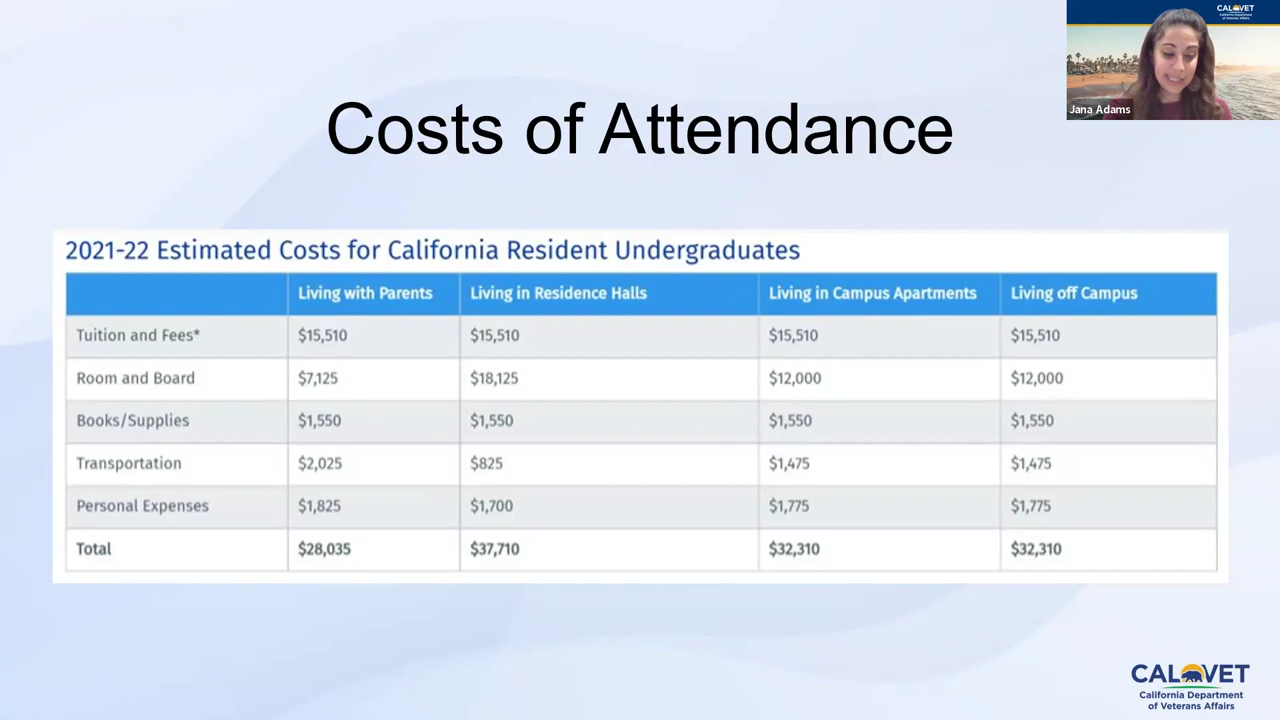 CALVET
California Department
of Veterans Affairs
Jana Adams
Costs of Attendance
2021-22 Estimated Costs for California Resident Undergraduates
Living with Parents Living in Residence Halls Living in Campus Apartments Living off Campus
Tuition and Fees* $15,510 $15,510 $15,510 $15,510
Room and Board $7,125 $18,125 $12,000 $12,000
Books/Supplies $1,550 $1,550 $1,550 $1,550
Transportation $2,025 $825 $1,475 $1,475
Personal Expenses $1,825 $1,700 $1,775 $1,775
Total $28,035 $37,710 $32,310 $32,310
CALVET
California Department
of Veterans Affairs